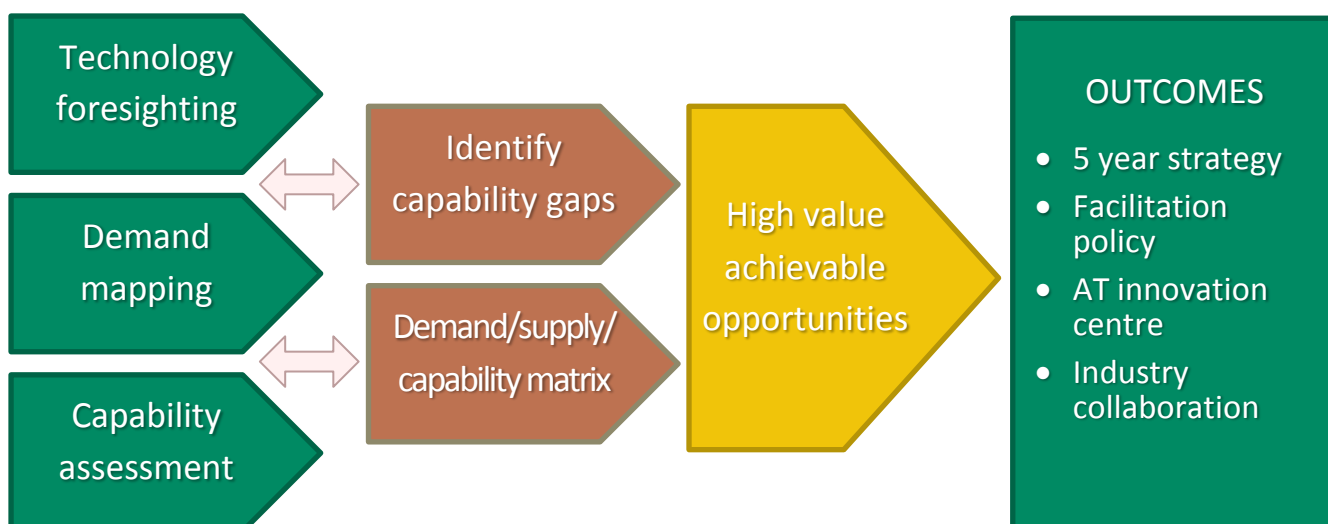 Technology
foresighting
Demand
mapping
Capability
assessment
Identify
capability gaps
Demand/supply/
capability matrix
High value
achievable
opportunities
OUTCOMES
• 5 year strategy
• Facilitation
policy
• AT innovation
centre
• Industry
collaboration